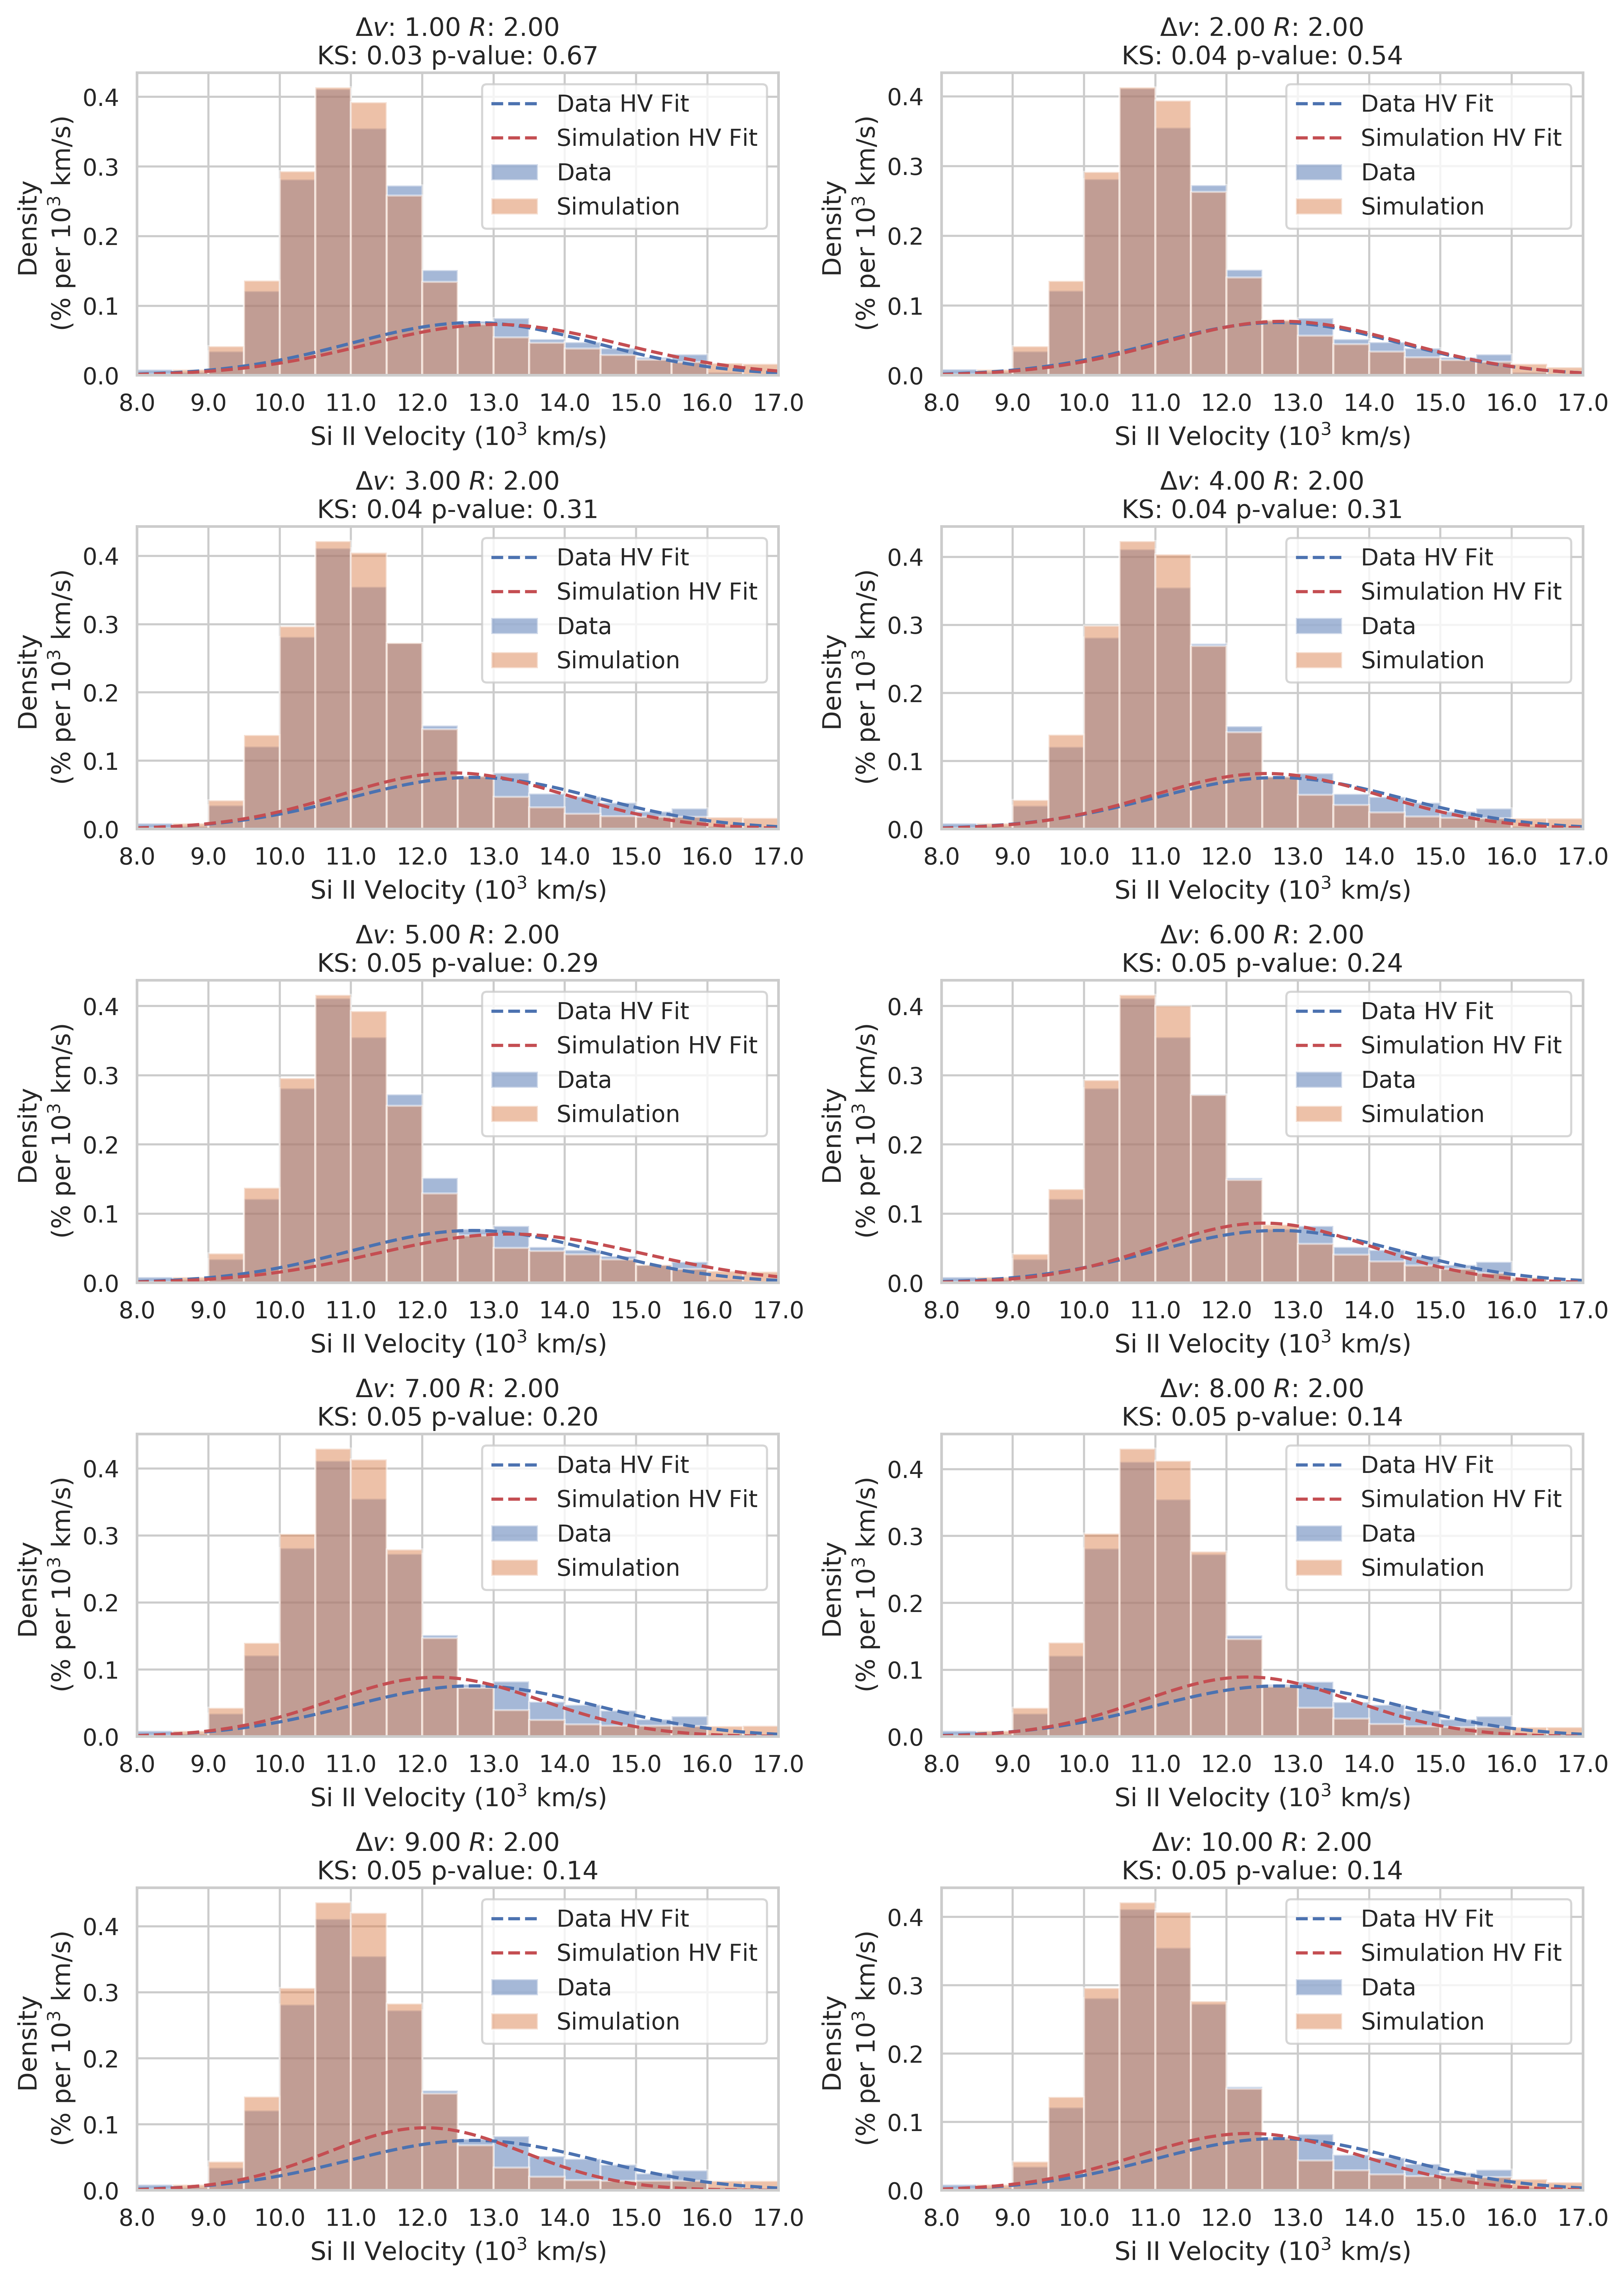 Δv: 1.00 R: 2.00
KS: 0.03 p-value: 0.67
Density
(% per 10³ km/s)
0.4
0.3
0.2
0.1
0.0
Data HV Fit
Simulation HV Fit
Data
Simulation
8.0 9.0 10.0 11.0 12.0 13.0 14.0 15.0 16.0 17.0
Si II Velocity (10³ km/s)
Δv: 2.00 R: 2.00
KS: 0.04 p-value: 0.54
Density
(% per 10³ km/s)
0.4
0.3
0.2
0.1
0.0
Data HV Fit
Simulation HV Fit
Data
Simulation
8.0 9.0 10.0 11.0 12.0 13.0 14.0 15.0 16.0 17.0
Si II Velocity (10³ km/s)
Δv: 3.00 R: 2.00
KS: 0.04 p-value: 0.31
Density
(% per 10³ km/s)
0.4
0.3
0.2
0.1
0.0
Data HV Fit
Simulation HV Fit
Data
Simulation
8.0 9.0 10.0 11.0 12.0 13.0 14.0 15.0 16.0 17.0
Si II Velocity (10³ km/s)
Δv: 4.00 R: 2.00
KS: 0.04 p-value: 0.31
Density
(% per 10³ km/s)
0.4
0.3
0.2
0.1
0.0
Data HV Fit
Simulation HV Fit
Data
Simulation
8.0 9.0 10.0 11.0 12.0 13.0 14.0 15.0 16.0 17.0
Si II Velocity (10³ km/s)
Δv: 5.00 R: 2.00
KS: 0.05 p-value: 0.29
Density
(% per 10³ km/s)
0.4
0.3
0.2
0.1
0.0
Data HV Fit
Simulation HV Fit
Data
Simulation
8.0 9.0 10.0 11.0 12.0 13.0 14.0 15.0 16.0 17.0
Si II Velocity (10³ km/s)
Δv: 6.00 R: 2.00
KS: 0.05 p-value: 0.24
Density
(% per 10³ km/s)
0.4
0.3
0.2
0.1
0.0
Data HV Fit
Simulation HV Fit
Data
Simulation
8.0 9.0 10.0 11.0 12.0 13.0 14.0 15.0 16.0 17.0
Si II Velocity (10³ km/s)
Δv: 7.00 R: 2.00
KS: 0.05 p-value: 0.20
Density
(% per 10³ km/s)
0.4
0.3
0.2
0.1
0.0
Data HV Fit
Simulation HV Fit
Data
Simulation
8.0 9.0 10.0 11.0 12.0 13.0 14.0 15.0 16.0 17.0
Si II Velocity (10³ km/s)
Δv: 8.00 R: 2.00
KS: 0.05 p-value: 0.14
Density
(% per 10³ km/s)
0.4
0.3
0.2
0.1
0.0
Data HV Fit
Simulation HV Fit
Data
Simulation
8.0 9.0 10.0 11.0 12.0 13.0 14.0 15.0 16.0 17.0
Si II Velocity (10³ km/s)
Δv: 9.00 R: 2.00
KS: 0.05 p-value: 0.14
Density
(% per 10³ km/s)
0.4
0.3
0.2
0.1
0.0
Data HV Fit
Simulation HV Fit
Data
Simulation
8.0 9.0 10.0 11.0 12.0 13.0 14.0 15.0 16.0 17.0
Si II Velocity (10³ km/s)
Δv: 10.00 R: 2.00
KS: 0.05 p-value: 0.14
Density
(% per 10³ km/s)
0.4
0.3
0.2
0.1
0.0
Data HV Fit
Simulation HV Fit
Data
Simulation
8.0 9.0 10.0 11.0 12.0 13.0 14.0 15.0 16.0 17.0
Si II Velocity (10³ km/s)